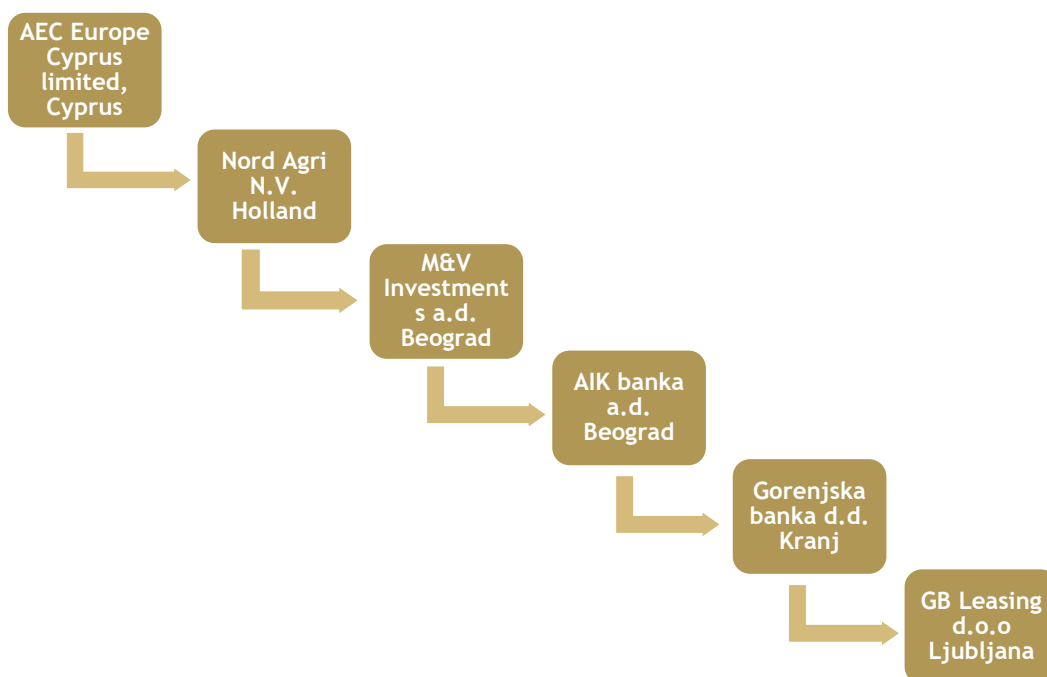 AEC Europe
Cyprus
limited,
Cyprus
Nord Agri
N.V.
Holland
M&V
Investment
s a.d.
Beograd
AIK banka
a.d.
Beograd
Gorenjska
banka d.d.
Kranj
GB Leasing
d.o.o
Ljubljana